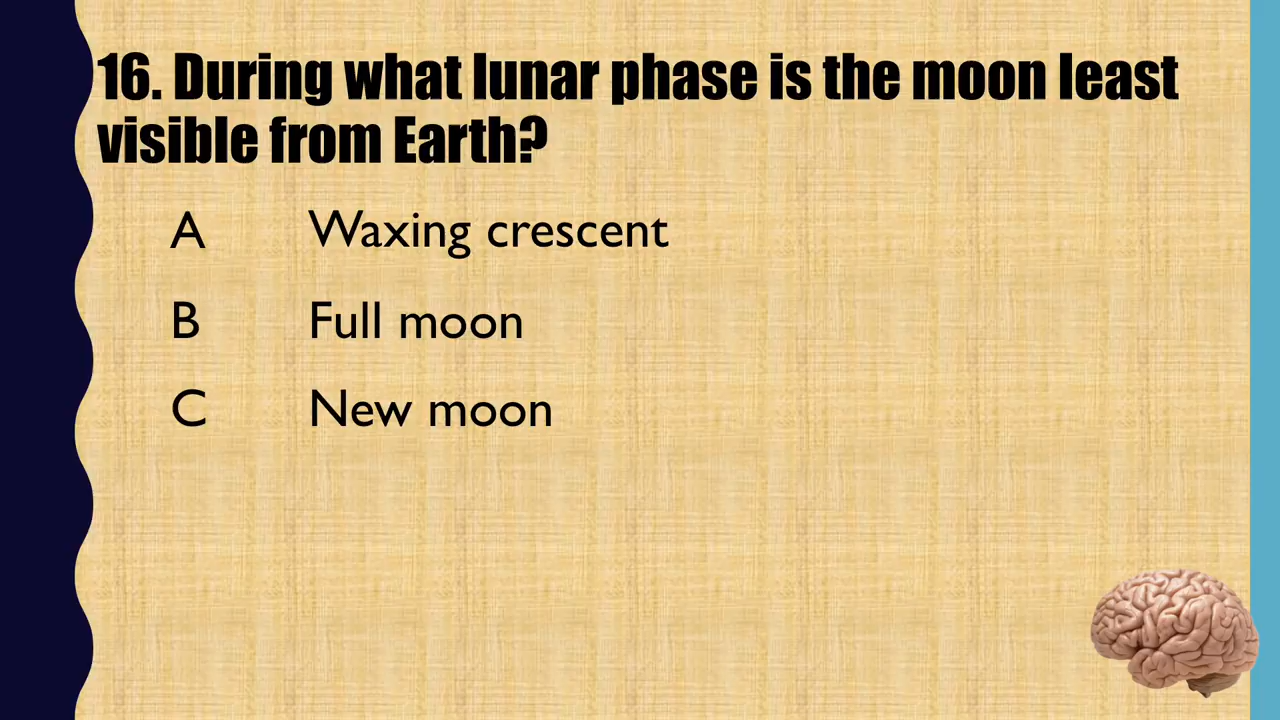 16. During what lunar phase is the moon least
visible from Earth?
A Waxing crescent
B Full moon
C New moon